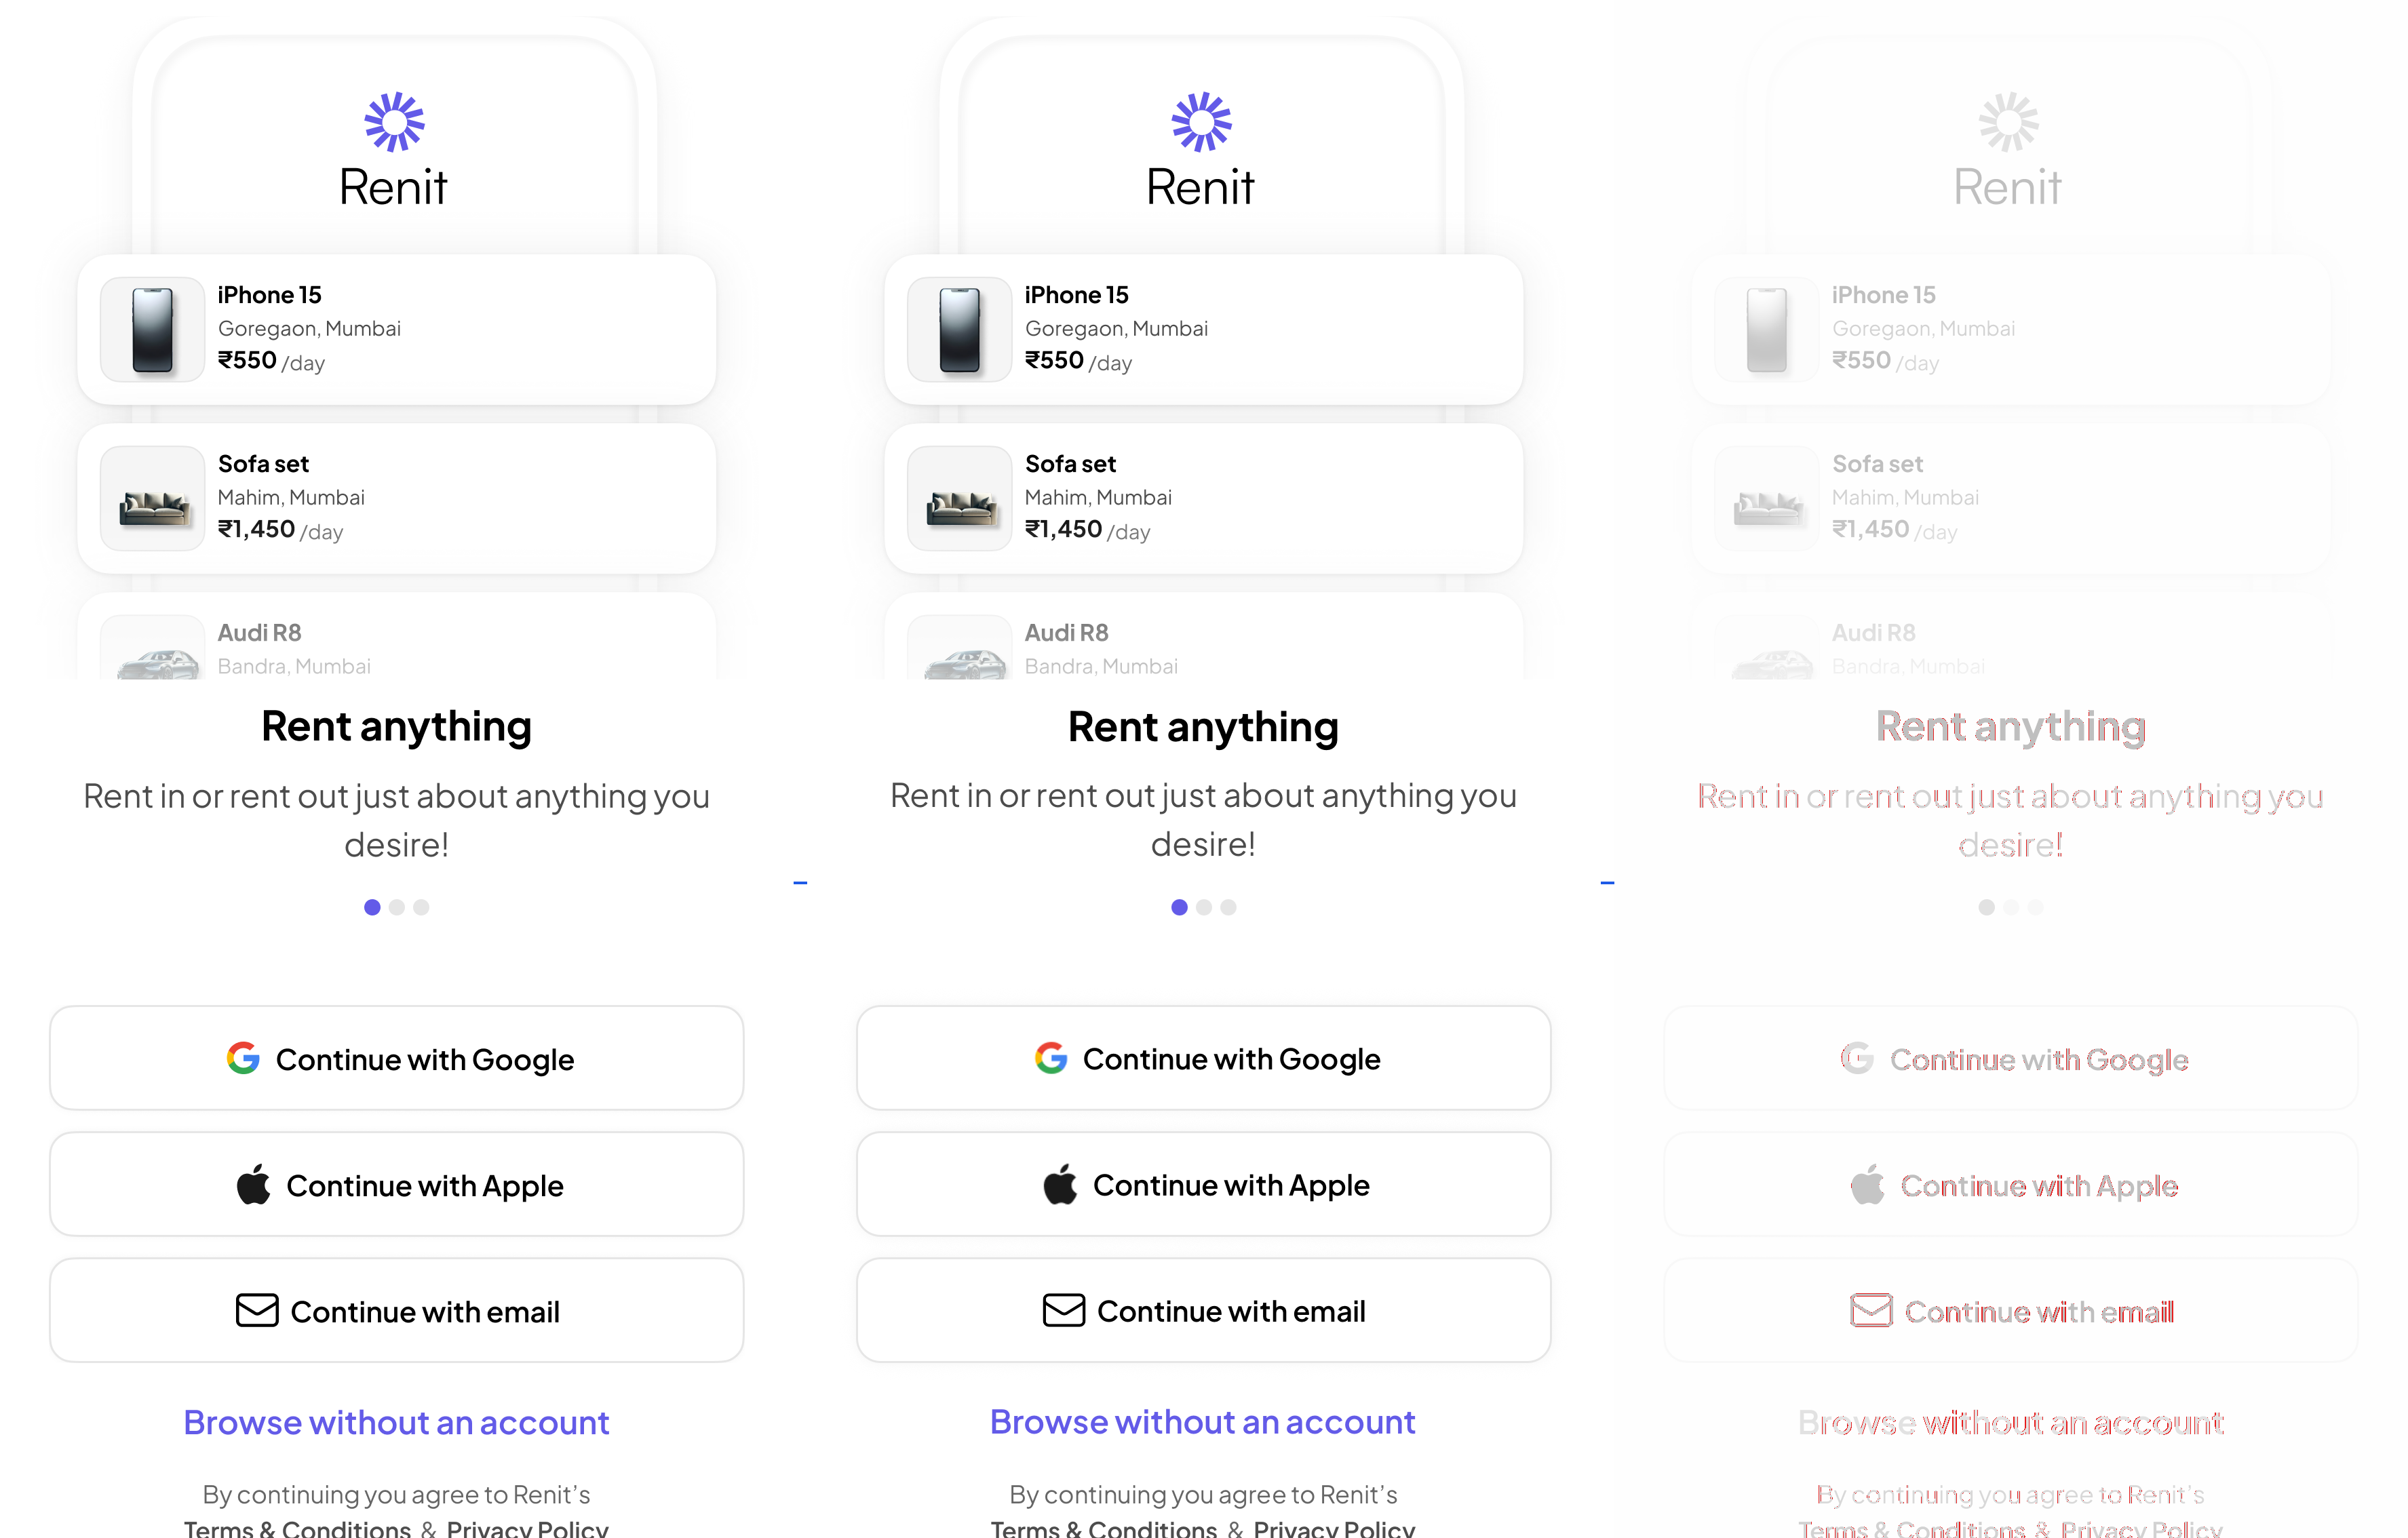 Renit
iPhone 15
Goregaon, Mumbai
₹550 /day
Sofa set
Mahim, Mumbai
₹1,450 /day
Audi R8
Bandra, Mumbai
Rent anything
Rent in or rent out just about anything you
desire!
Continue with Google
Continue with Apple
Continue with email
Browse without an account
By continuing you agree to Renit’s
Terms & Conditions & Privacy Policy
Renit
iPhone 15
Goregaon, Mumbai
₹550 /day
Sofa set
Mahim, Mumbai
₹1,450 /day
Audi R8
Bandra, Mumbai
Rent anything
Rent in or rent out just about anything you
desire!
Continue with Google
Continue with Apple
Continue with email
Browse without an account
By continuing you agree to Renit’s
Terms & Conditions & Privacy Policy
Renit
iPhone 15
Goregaon, Mumbai
₹550 /day
Sofa set
Mahim, Mumbai
₹1,450 /day
Audi R8
Bandra, Mumbai
Rent anything
Rent in or rent out just about anything you
desire!
Continue with Google
Continue with Apple
Continue with email
Browse without an account
By continuing you agree to Renit’s
Terms & Conditions & Privacy Policy